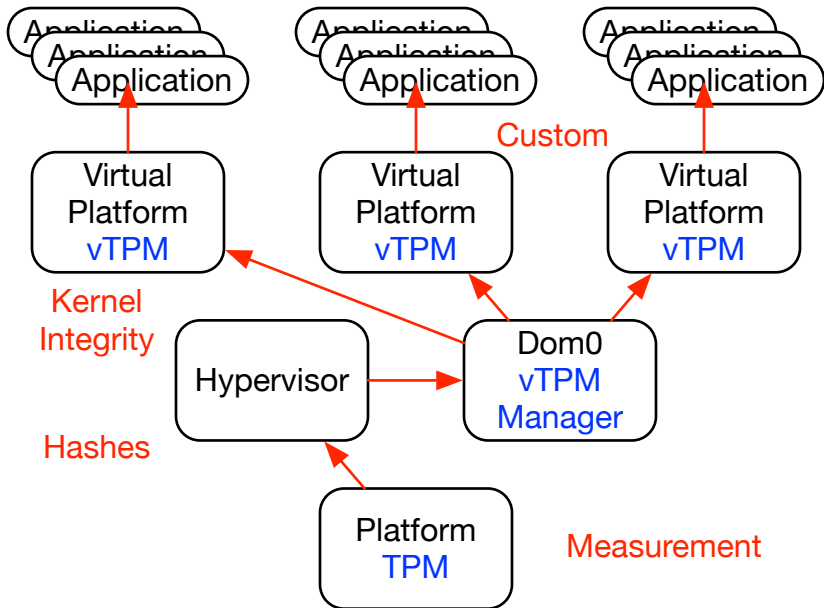 Application
Application
Application
Application
Application
Application
Application
Application
Application
Custom
Virtual
Platform
vTPM
Virtual
Platform
vTPM
Virtual
Platform
vTPM
Kernel
Integrity
Hypervisor
Dom0
vTPM
Manager
Hashes
Platform
TPM
Measurement